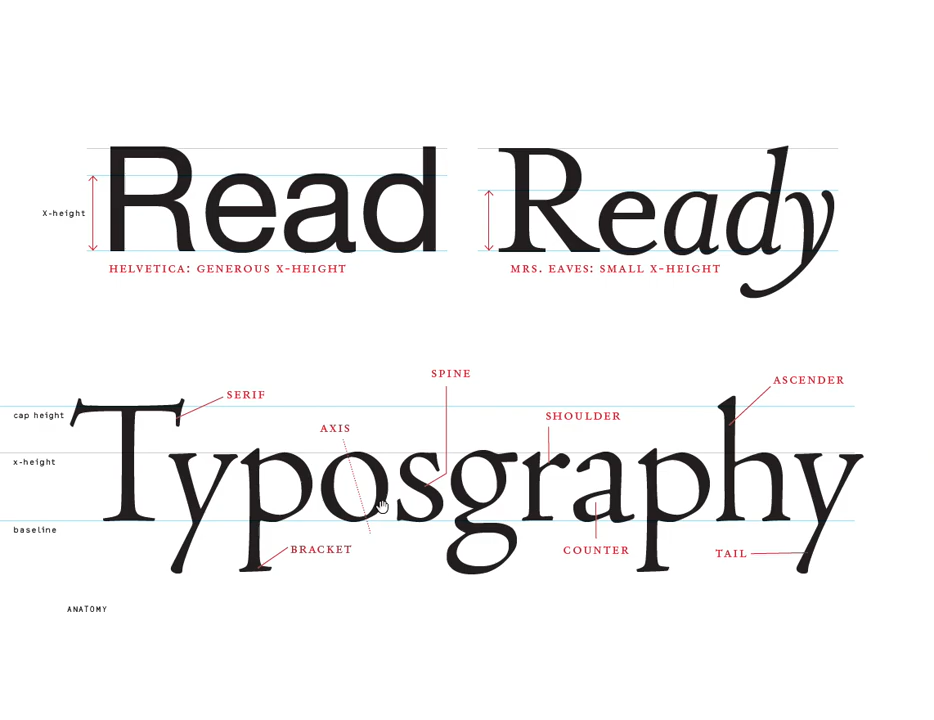 Read Ready
X-height
HELVETICA: GENEROUS X-HEIGHT
MRS. EAVES: SMALL X-HEIGHT
SPINE
ASCENDER
SERIF
cap height
SHOULDER
AXIS
x-height
Typosgraphy
baseline
BRACKET
COUNTER
TAIL
ANATOMY